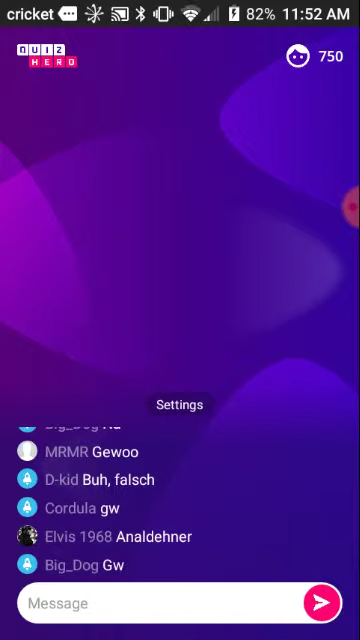 cricket 82% 11:52 AM
QUIZ
HERO
750
Settings
Big_Dog
MRMR Gewoo
D-kid Buh, falsch
Cordula gw
Elvis 1968 Analdehner
Big_Dog Gw
Message